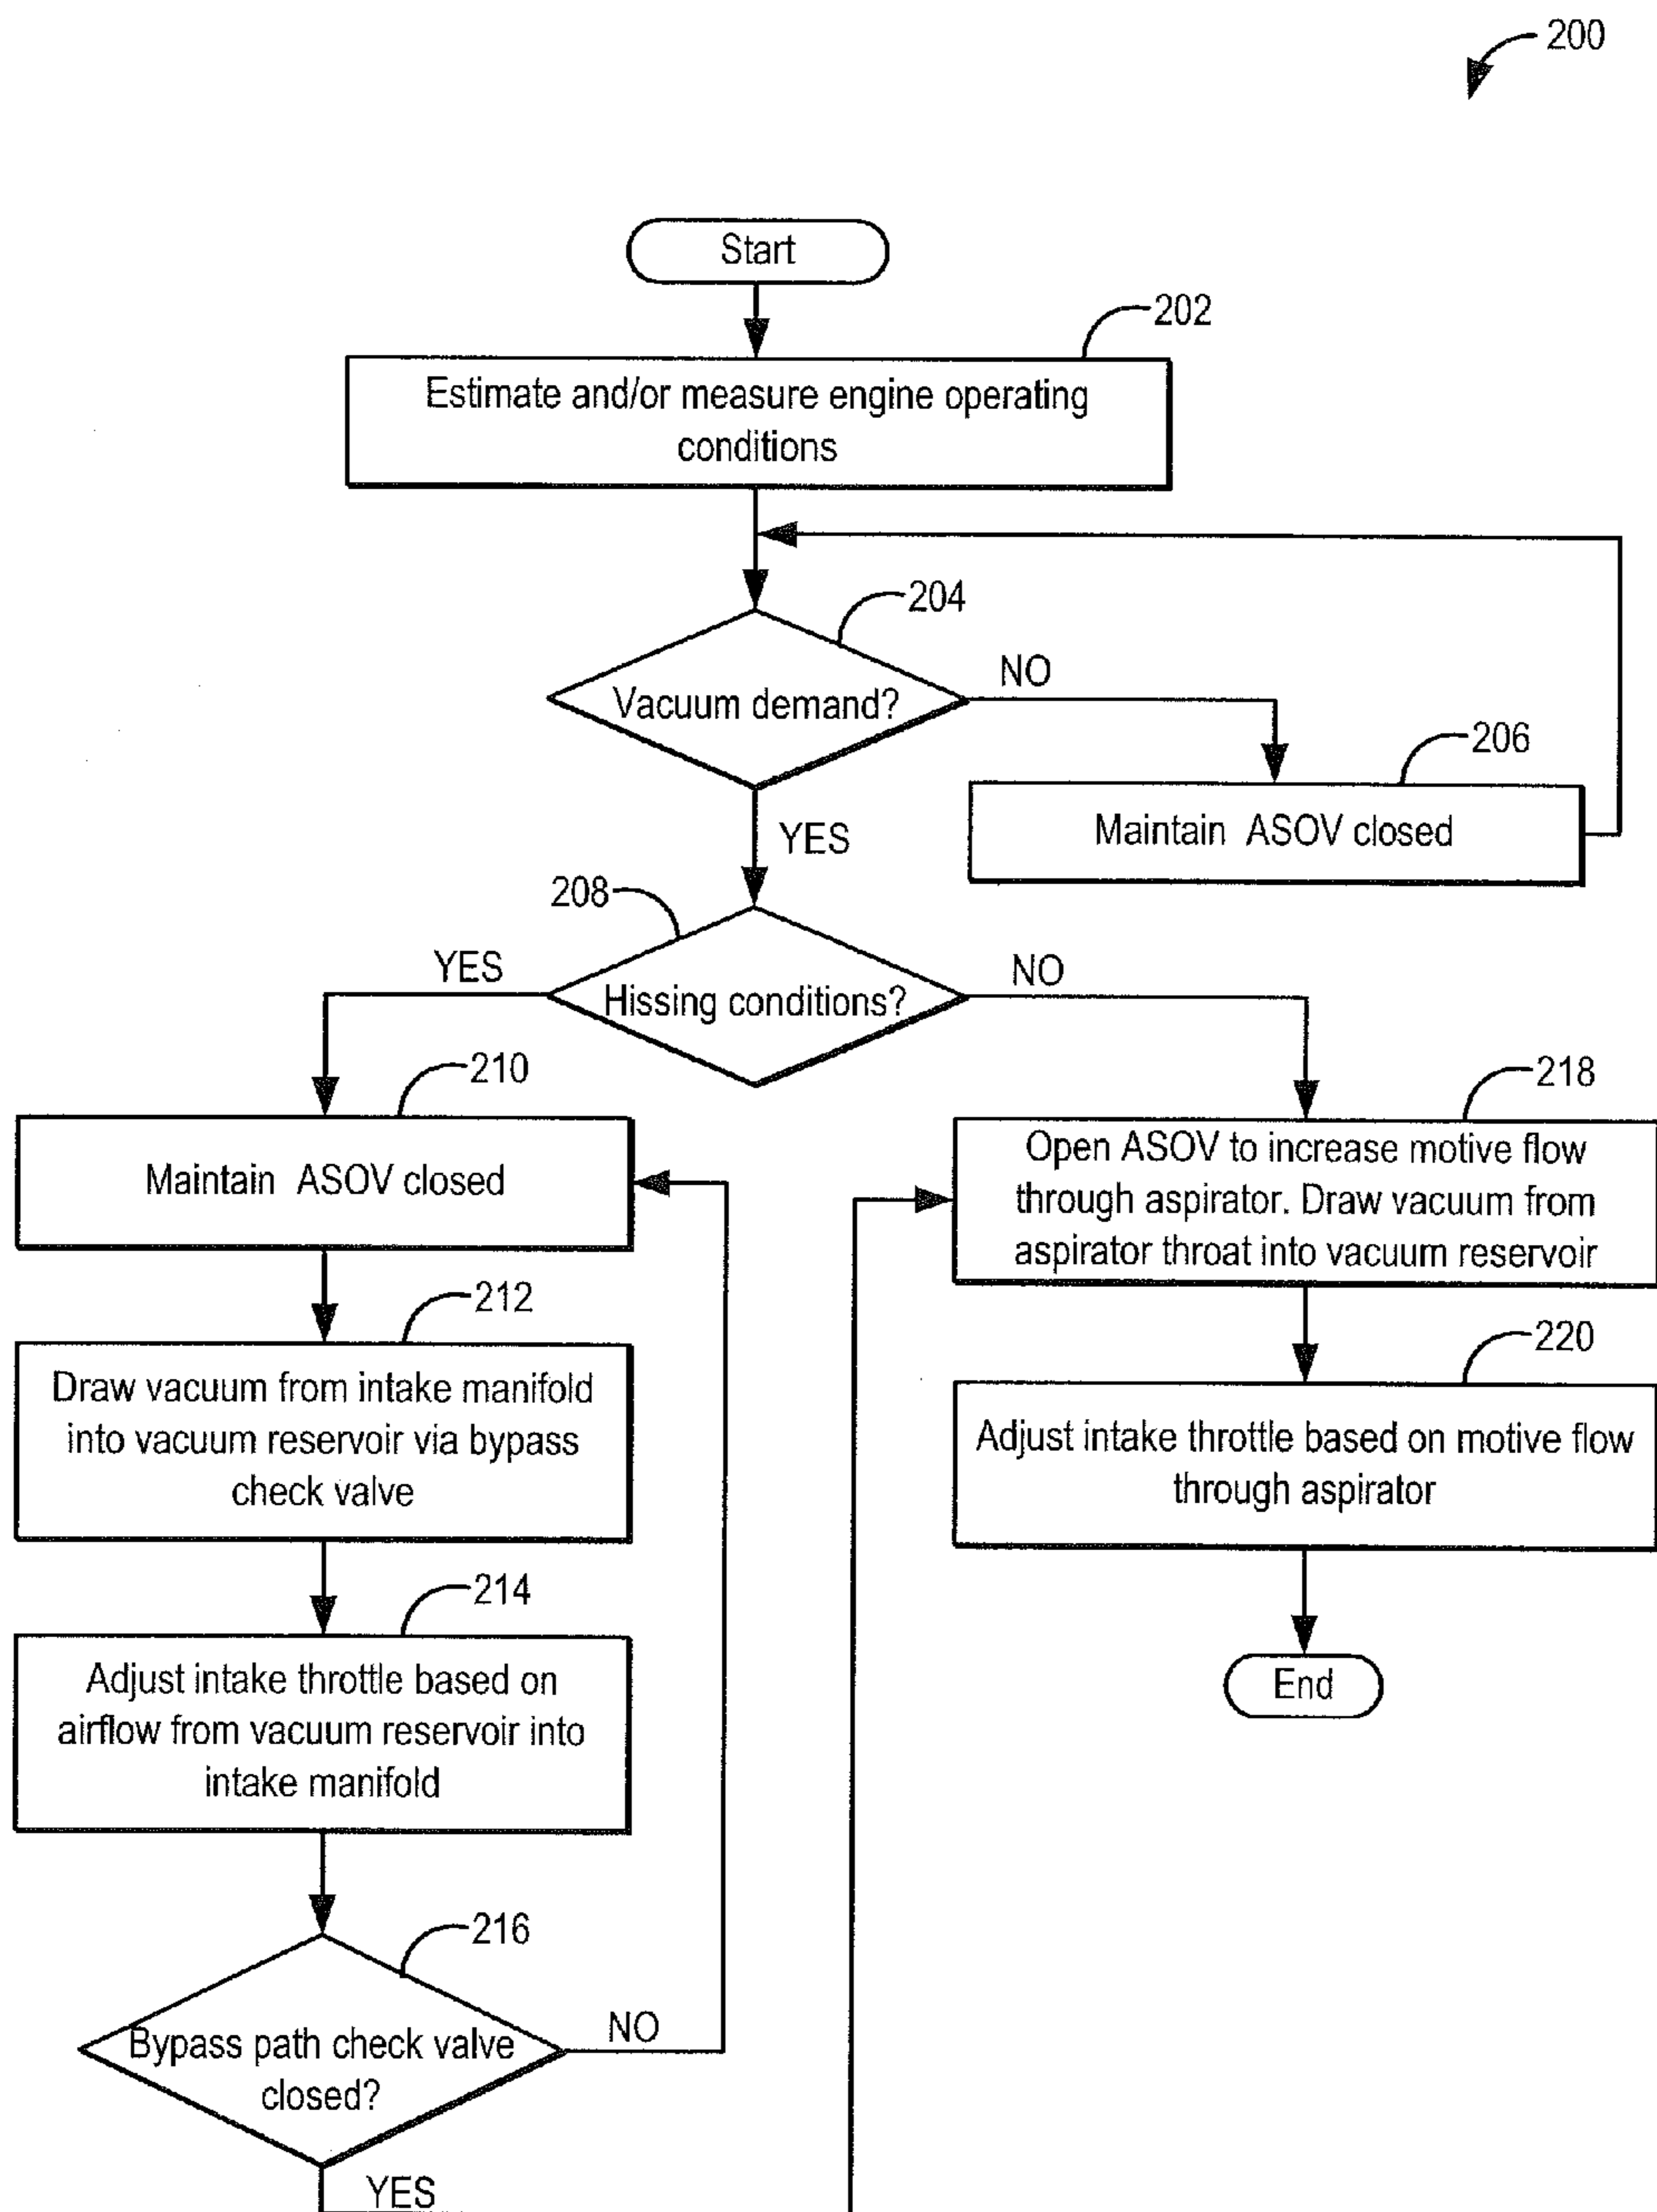 200
Start
202
Estimate and/or measure engine operating
conditions
204
Vacuum demand?
NO
206
Maintain ASOV closed
YES
208
Hissing conditions?
YES
NO
210
Maintain ASOV closed
218
Open ASOV to increase motive flow
through aspirator. Draw vacuum from
aspirator throat into vacuum reservoir
212
Draw vacuum from intake manifold
into vacuum reservoir via bypass
check valve
220
Adjust intake throttle based on motive flow
through aspirator
214
Adjust intake throttle based on
airflow from vacuum reservoir into
intake manifold
End
216
Bypass path check valve
closed?
NO
YES